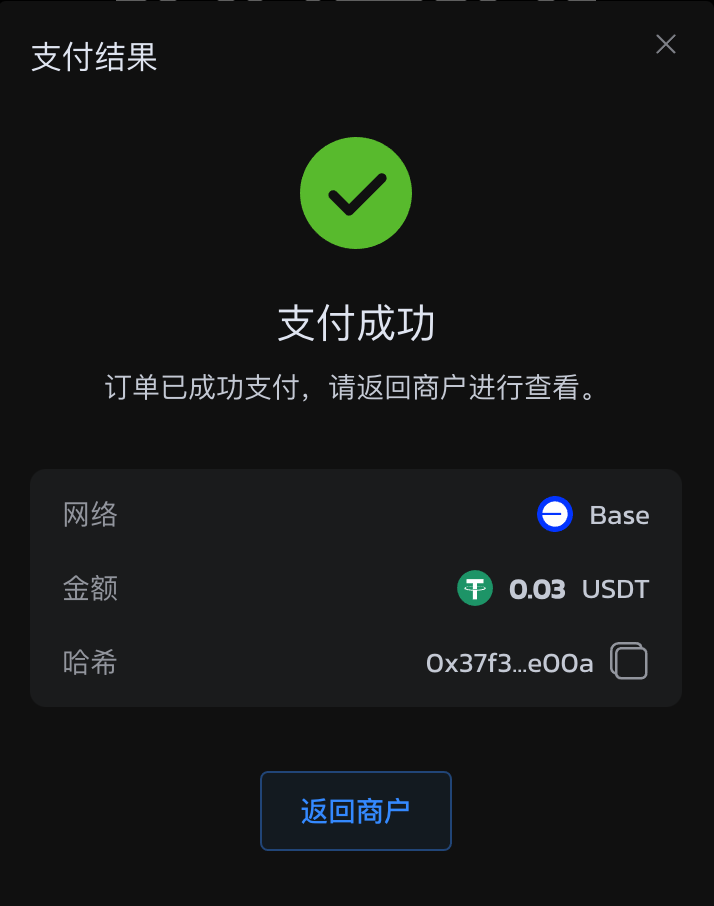 支付结果
支付成功
订单已成功支付，请返回商户进行查看。
网络 Base
金额 0.03 USDT
哈希 0x37f3...e00a
返回商户